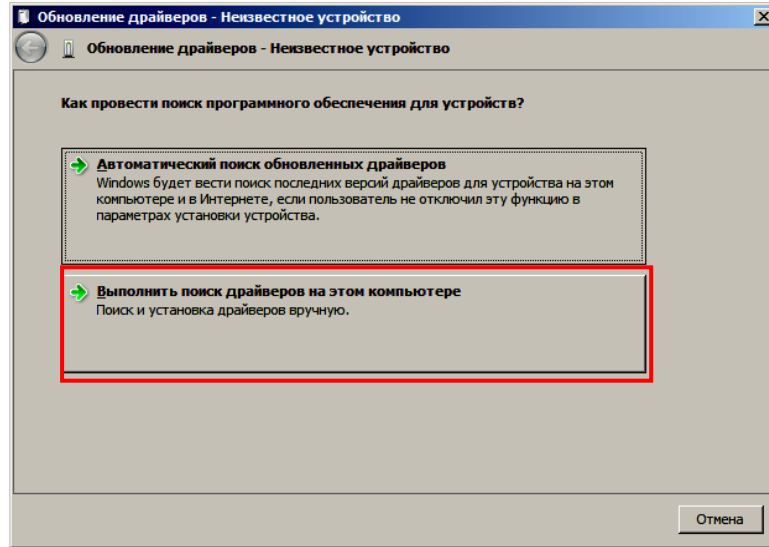 Обновление драйверов - Неизвестное устройство
Обновление драйверов - Неизвестное устройство
Как провести поиск программного обеспечения для устройств?
Автоматический поиск обновленных драйверов
Windows будет вести поиск последних версий драйверов для устройства на этом
компьютере и в Интернете, если пользователь не отключил эту функцию в
параметрах установки устройства.
Выполнить поиск драйверов на этом компьютере
Поиск и установка драйверов вручную.
Отмена